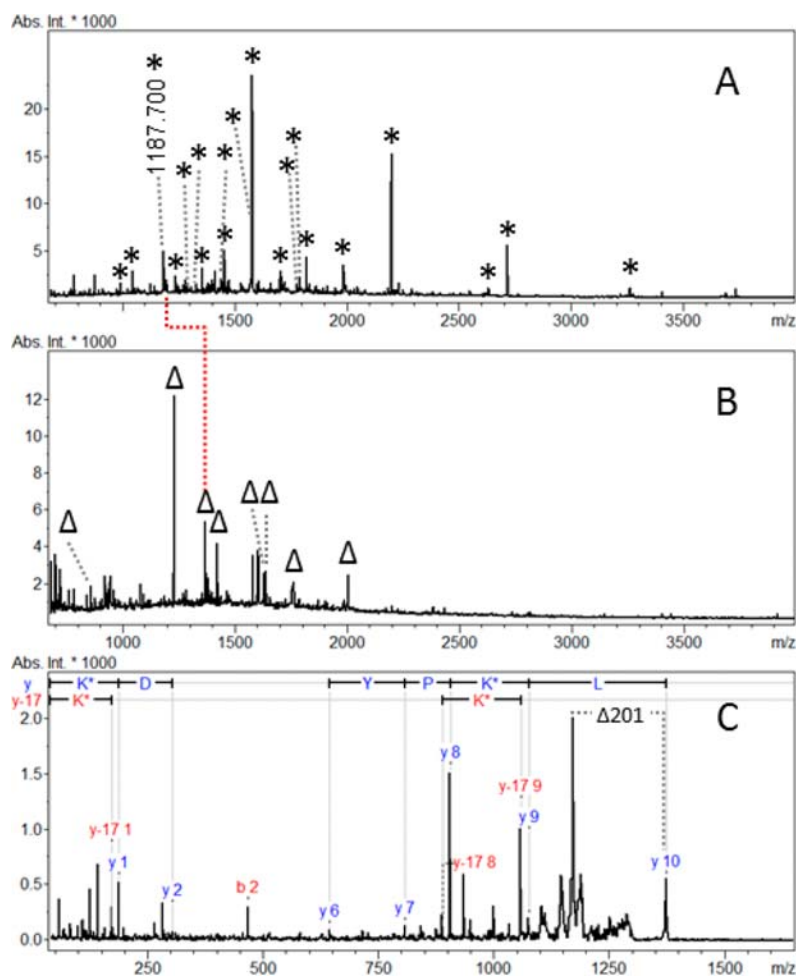 Abs. Int. * 1000
A
* * * * * * * * * * * * * * * * * * *
1187.700
20
15
10
5
1000 1500 2000 2500 3000 3500 m/z
Abs. Int. * 1000
B
Δ Δ Δ Δ Δ Δ Δ Δ
12
10
8
6
4
2
1000 1500 2000 2500 3000 3500 m/z
Abs. Int. * 1000
y K* D Y P K* L
y-17 K* K*
C
Δ201
2.0
1.5
1.0
0.5
0.0
y 8
y-17 9
y-17 1
y 9
y 1
y-17 8
y 10
y 2
b 2
y 6
y 7
250 500 750 1000 1250 1500 m/z